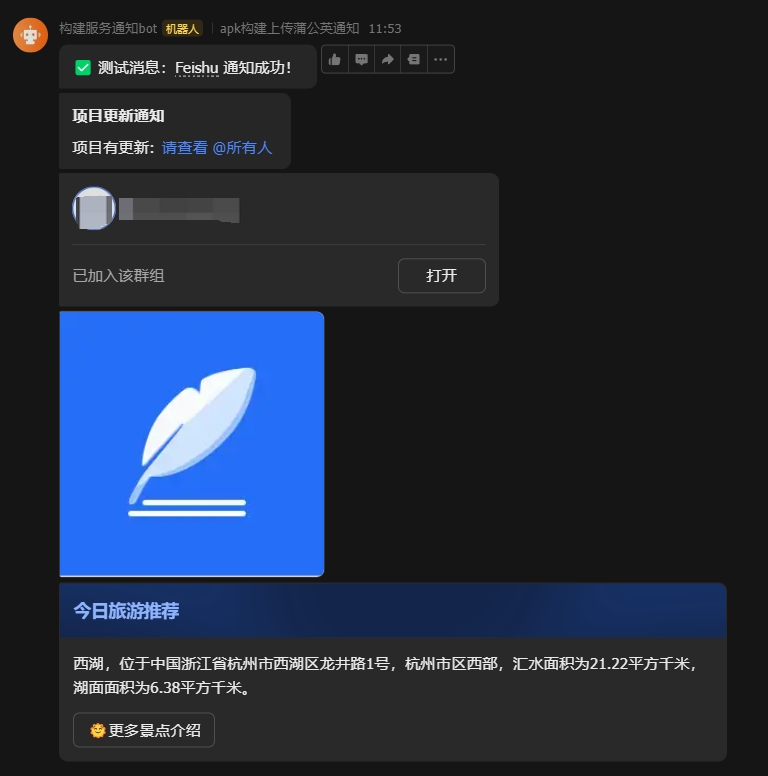 构建服务通知bot 机器人 apk构建上传蒲公英通知 11:53
✅ 测试消息：Feishu 通知成功！
项目更新通知
项目有更新: 请查看 @所有人
已加入该群组 打开
今日旅游推荐
西湖，位于中国浙江省杭州市西湖区龙井路1号，杭州市区西部，汇水面积为21.22平方千米，
湖面面积为6.38平方千米。
🌞更多景点介绍